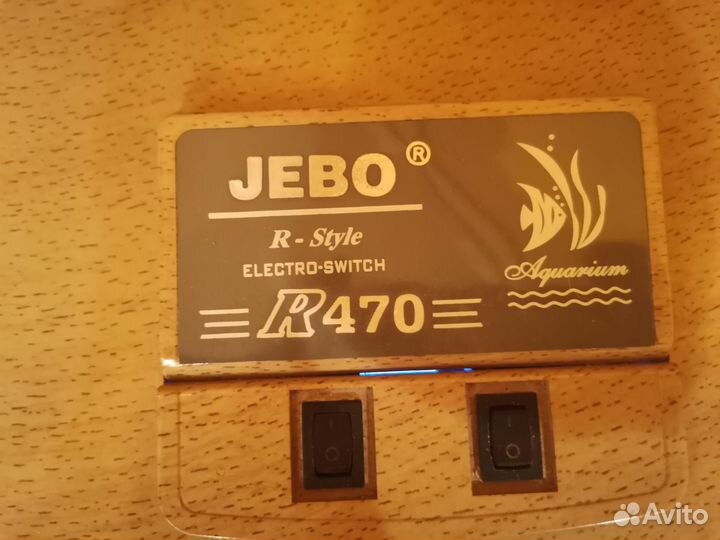 JEBO ®
R - Style
ELECTRO-SWITCH
R470
Aquarium
Avito